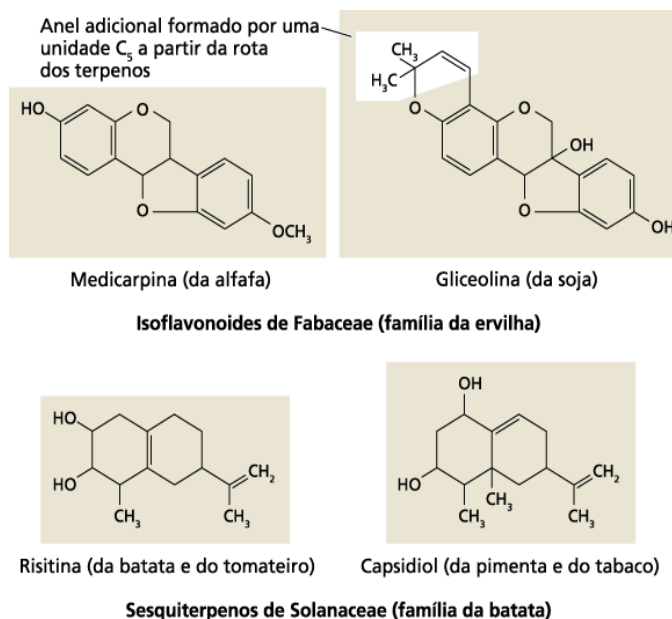 Anel adicional formado por uma
unidade C₅ a partir da rota
dos terpenos
HO
O
O
OCH₃
CH₃
H₃C
O
O
OH
O
OH
Medicarpina (da alfafa)
Gliceolina (da soja)
Isoflavonoides de Fabaceae (família da ervilha)
HO
HO
CH₃
CH₂
CH₃
OH
HO
CH₃
CH₃
CH₂
CH₃
Risitina (da batata e do tomateiro)
Capsidiol (da pimenta e do tabaco)
Sesquiterpenos de Solanaceae (família da batata)